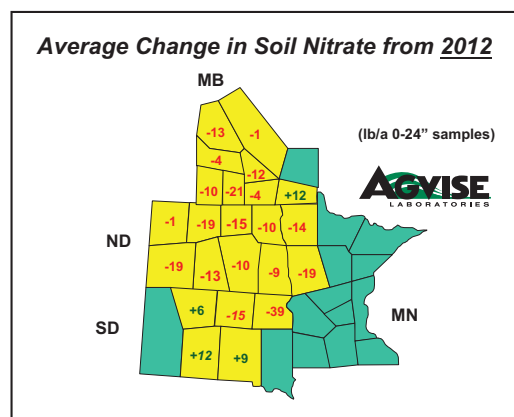 Average Change in Soil Nitrate from 2012
MB
(lb/a 0-24” samples)
AGVISE
LABORATORIES
-13
-1
-4
-12
-10
-21
-4
+12
-1
-19
-15
-10
-14
ND
-19
-13
-10
-9
-19
+6
-15
-39
SD
MN
+12
+9